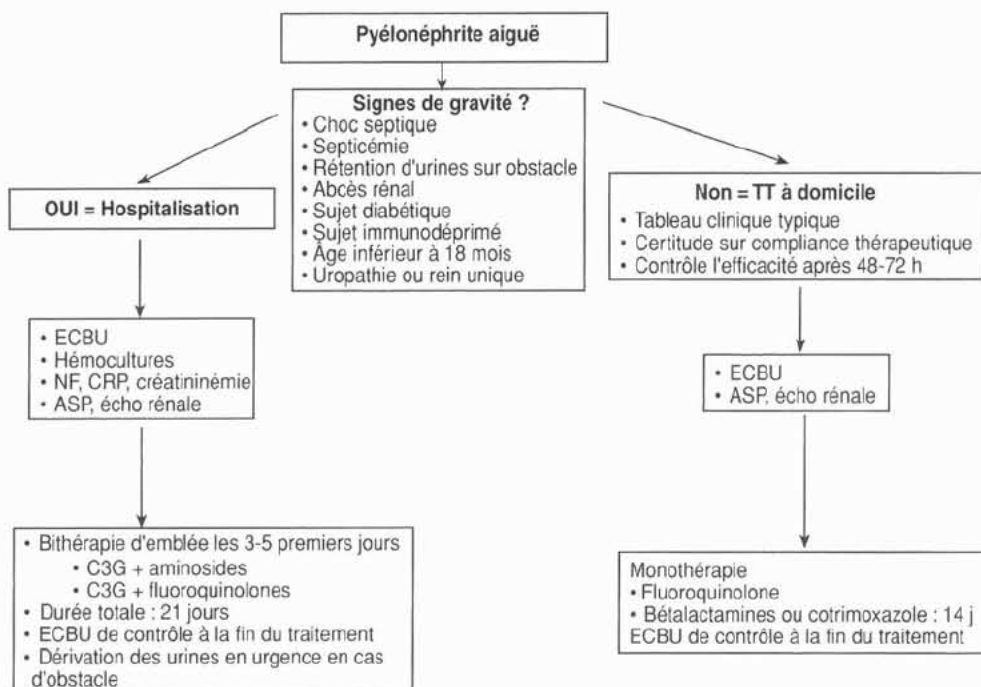 Pyélonéphrite aiguë
Signes de gravité ?
• Choc septique
• Septicémie
• Rétention d'urines sur obstacle
• Abcès rénal
• Sujet diabétique
• Sujet immunodéprimé
• Âge inférieur à 18 mois
• Uropathie ou rein unique
OUI = Hospitalisation
• ECBU
• Hémocultures
• NF, CRP, créatininémie
• ASP, écho rénale
• Bithérapie d'emblée les 3-5 premiers jours
• C3G + aminosides
• C3G + fluoroquinolones
• Durée totale : 21 jours
• ECBU de contrôle à la fin du traitement
• Dérivation des urines en urgence en cas
d'obstacle
Non = TT à domicile
• Tableau clinique typique
• Certitude sur compliance thérapeutique
• Contrôle l'efficacité après 48-72 h
• ECBU
• ASP, écho rénale
Monothérapie
• Fluoroquinolone
• Bétalactamines ou cotrimoxazole : 14 j
ECBU de contrôle à la fin du traitement